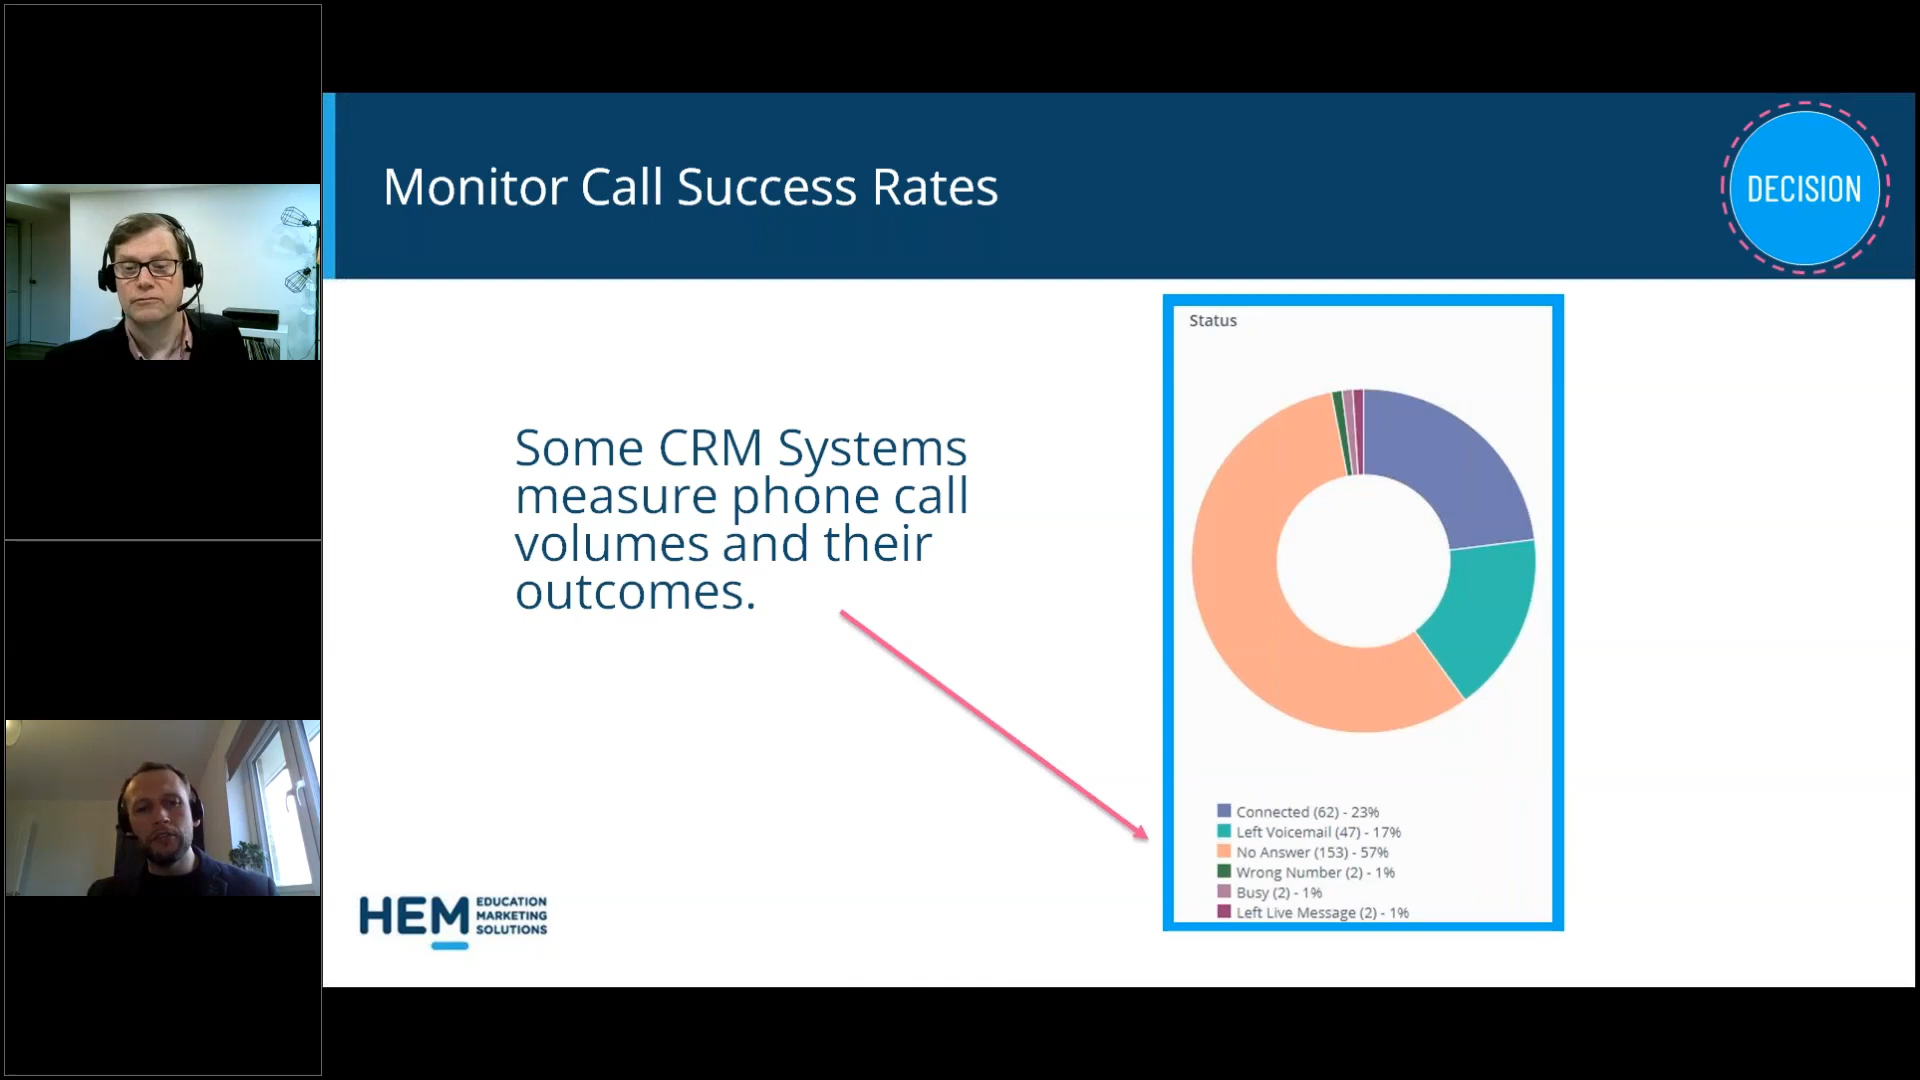 Monitor Call Success Rates
DECISION
Some CRM Systems
measure phone call
volumes and their
outcomes.
Status
Connected (62) - 23%
Left Voicemail (47) - 17%
No Answer (153) - 57%
Wrong Number (2) - 1%
Busy (2) - 1%
Left Live Message (2) - 1%
HEM
EDUCATION
MARKETING
SOLUTIONS